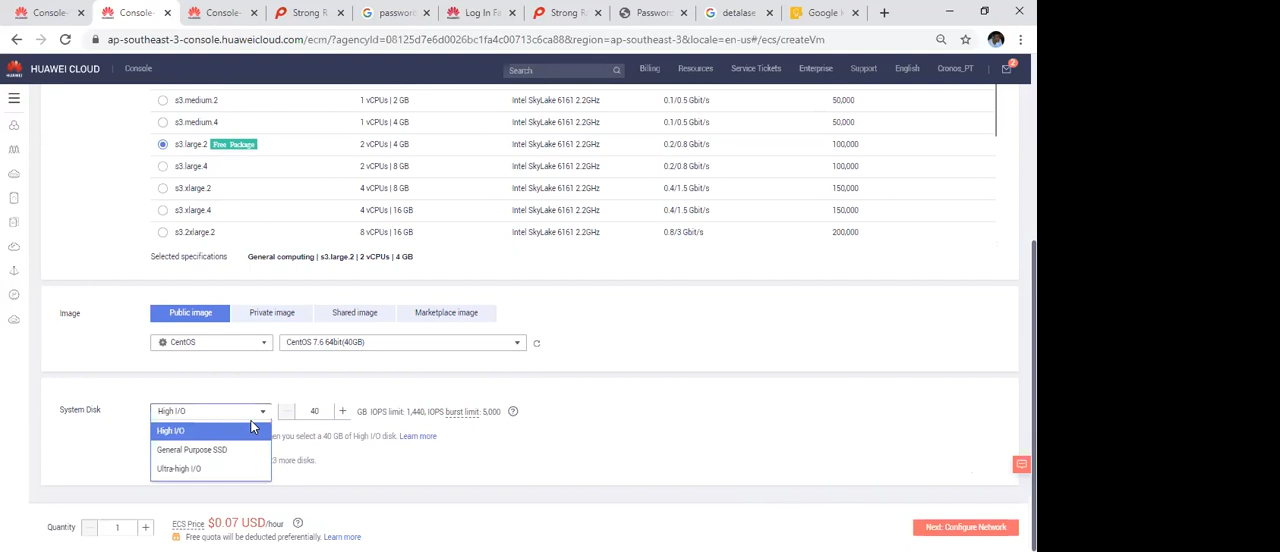 Console-
Console-
Console-
Strong R
password
Log In Fa
Strong Ra
Password
detalase
Google K
ap-southeast-3-console.huaweicloud.com/ecm/?agencyId=08125d7e6d0026bc1fa4c00713c6ca88&region=ap-southeast-3&locale=en-us#/ecs/createVm
HUAWEI CLOUD Console Search Billing Resources Service Tickets Enterprise Support English Cronos_PT 2
s3.medium.2 1 vCPUs | 2 GB Intel SkyLake 6161 2.2GHz 0.1/0.5 Gbit/s 50,000
s3.medium.4 1 vCPUs | 4 GB Intel SkyLake 6161 2.2GHz 0.1/0.5 Gbit/s 50,000
s3.large.2 Free Package 2 vCPUs | 4 GB Intel SkyLake 6161 2.2GHz 0.2/0.8 Gbit/s 100,000
s3.large.4 2 vCPUs | 8 GB Intel SkyLake 6161 2.2GHz 0.2/0.8 Gbit/s 100,000
s3.xlarge.2 4 vCPUs | 8 GB Intel SkyLake 6161 2.2GHz 0.4/1.5 Gbit/s 150,000
s3.xlarge.4 4 vCPUs | 16 GB Intel SkyLake 6161 2.2GHz 0.4/1.5 Gbit/s 150,000
s3.2xlarge.2 8 vCPUs | 16 GB Intel SkyLake 6161 2.2GHz 0.8/3 Gbit/s 200,000
Selected specifications General computing | s3.large.2 | 2 vCPUs | 4 GB
Image Public image Private image Shared image Marketplace image
CentOS CentOS 7.6 64bit(40GB)
System Disk High I/O 40 GB IOPS limit: 1,440, IOPS burst limit: 5,000
High I/O
en you select a 40 GB of High I/O disk. Learn more
General Purpose SSD
3 more disks.
Ultra-high I/O
Quantity 1 ECS Price $0.07 USD/hour Next: Configure Network
Free quota will be deducted preferentially. Learn more